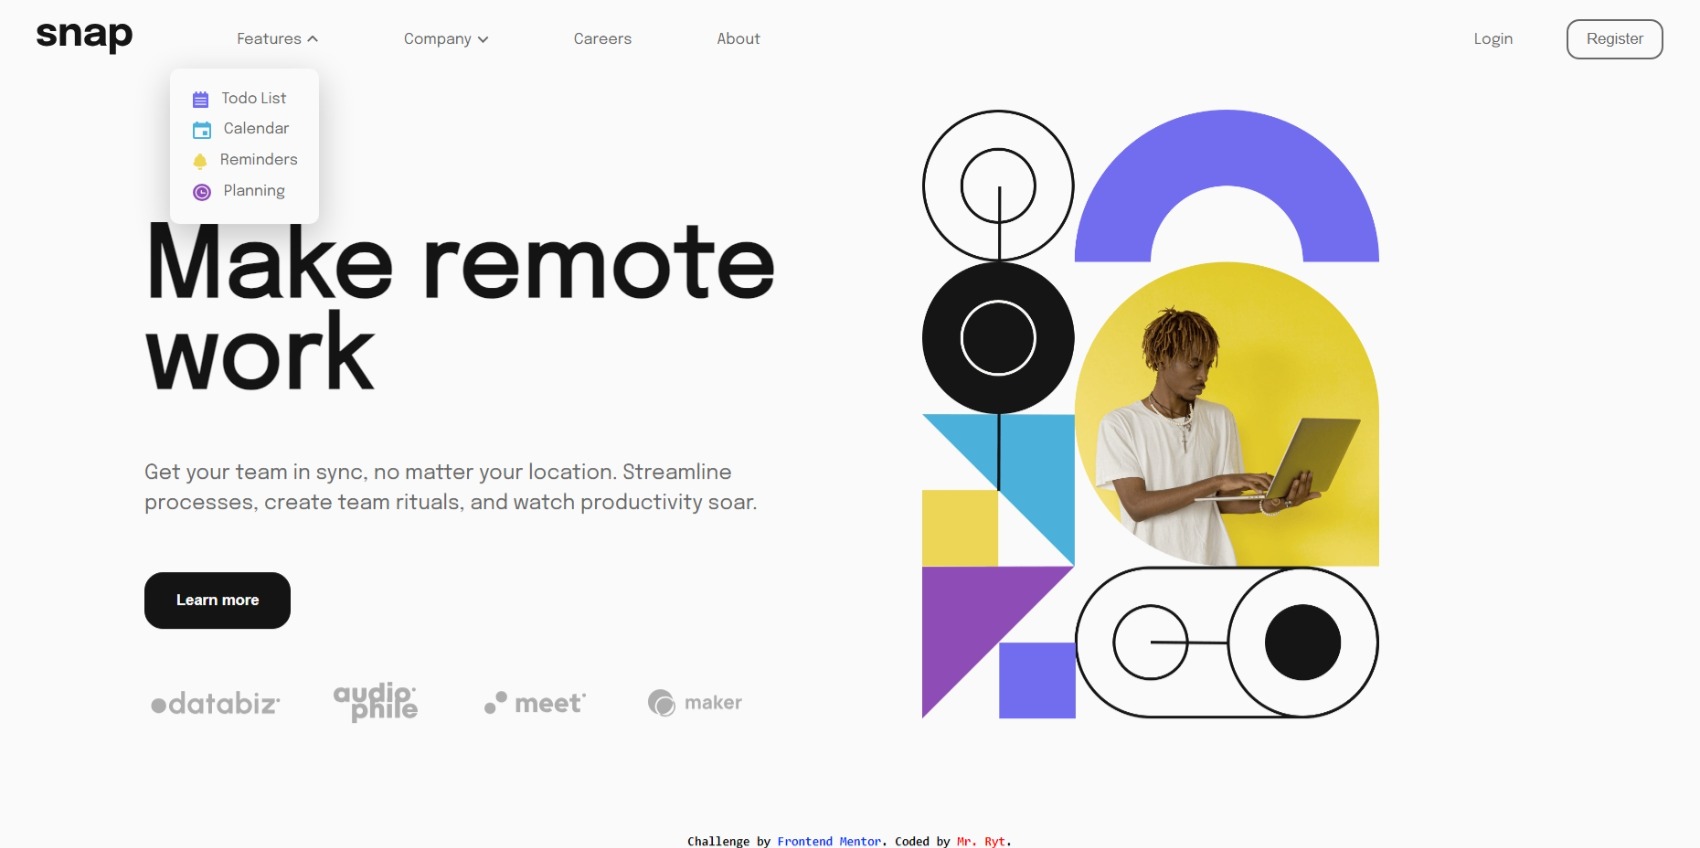 snap Features Company Careers About Login Register
Todo List
Calendar
Reminders
Planning
Make remote
work
Get your team in sync, no matter your location. Streamline
processes, create team rituals, and watch productivity soar.
Learn more
databiz audiophile meet maker
Challenge by Frontend Mentor. Coded by Mr. Ryt.